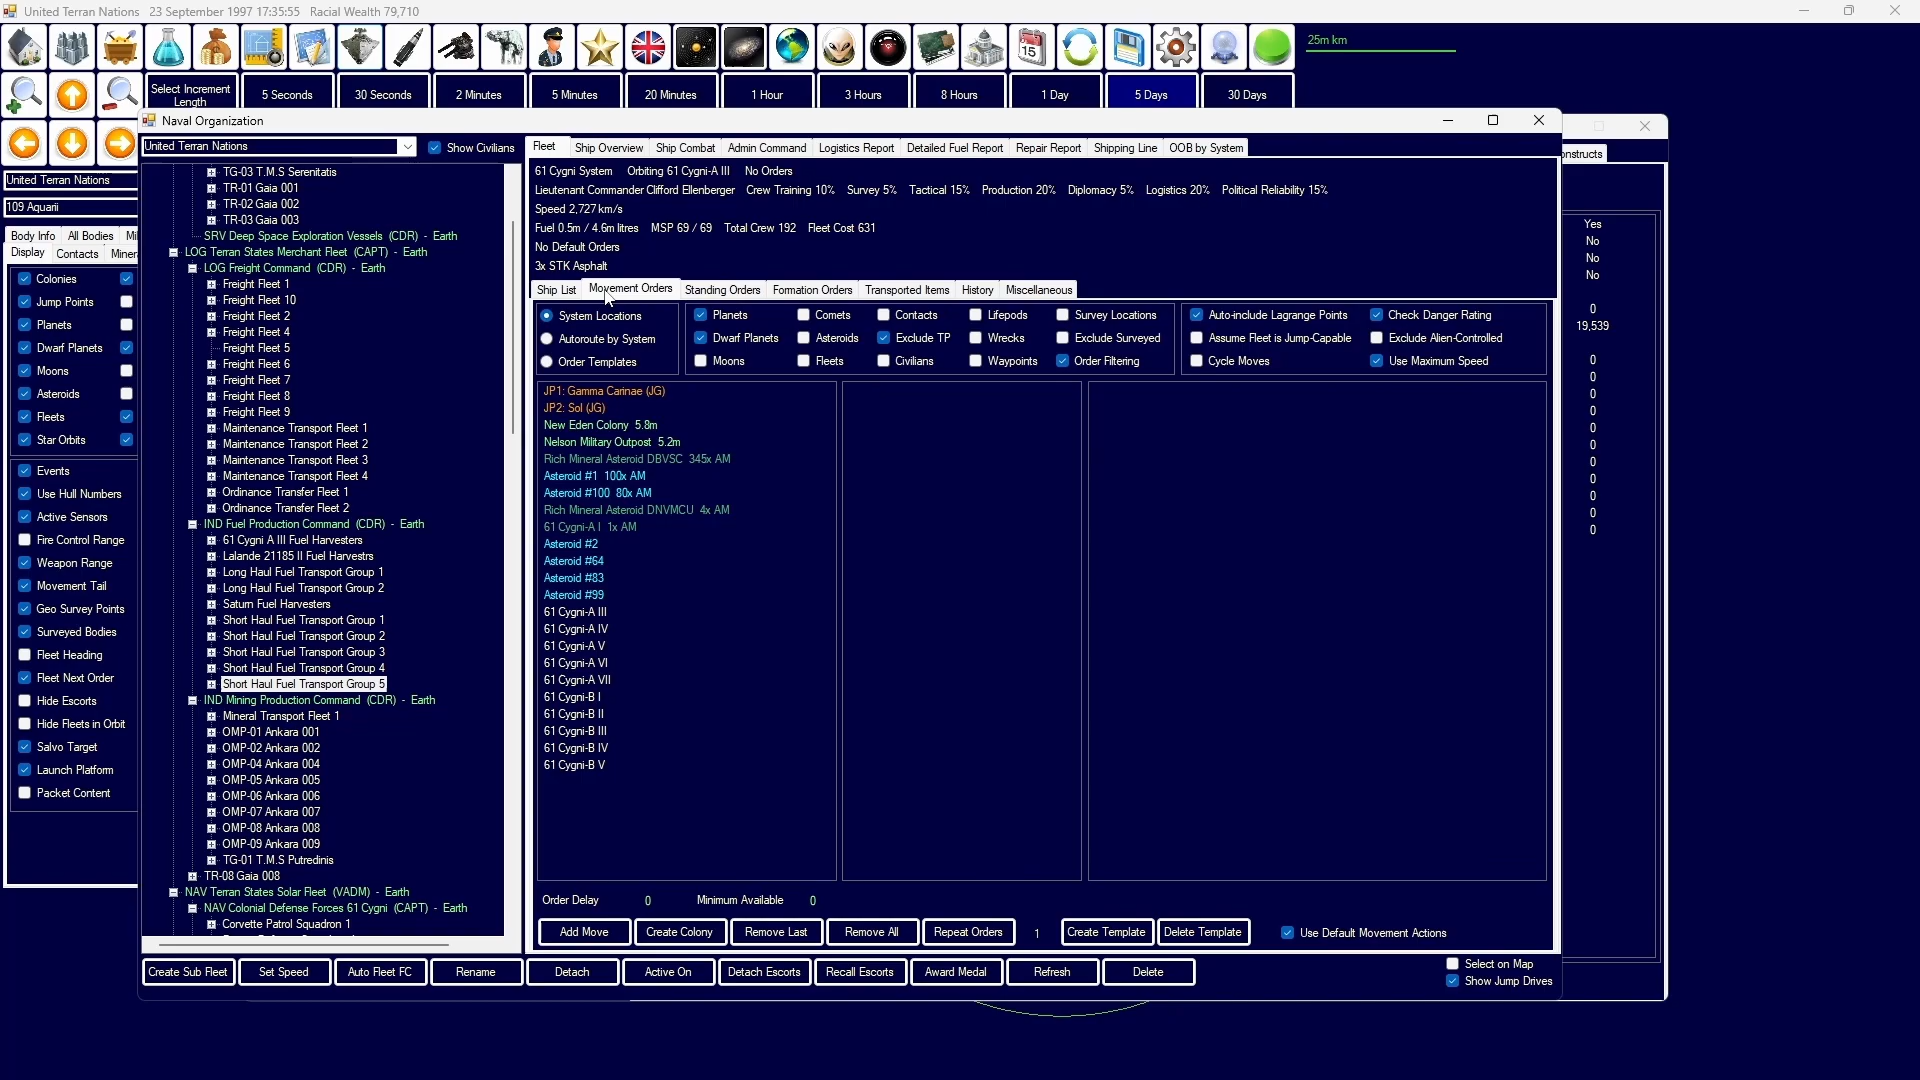 United Terran Nations   23 September 1997 17:35:55   Racial Wealth 79,710
25m km
Select Increment Length
5 Seconds
30 Seconds
2 Minutes
5 Minutes
20 Minutes
1 Hour
3 Hours
8 Hours
1 Day
5 Days
30 Days
Naval Organization
United Terran Nations
109 Aquarii
Body Info
All Bodies
Display
Contacts
Colonies
Jump Points
Planets
Dwarf Planets
Moons
Asteroids
Fleets
Star Orbits
Events
Use Hull Numbers
Active Sensors
Fire Control Range
Weapon Range
Movement Tail
Geo Survey Points
Surveyed Bodies
Fleet Heading
Fleet Next Order
Hide Escorts
Hide Fleets in Orbit
Salvo Target
Launch Platform
Packet Content
United Terran Nations
Show Civilians
TG-03 T.M.S Serenitatis
TR-01 Gaia 001
TR-02 Gaia 002
TR-03 Gaia 003
SRV Deep Space Exploration Vessels (CDR) - Earth
LOG Terran States Merchant Fleet (CAPT) - Earth
LOG Freight Command (CDR) - Earth
Freight Fleet 1
Freight Fleet 10
Freight Fleet 2
Freight Fleet 4
Freight Fleet 5
Freight Fleet 6
Freight Fleet 7
Freight Fleet 8
Freight Fleet 9
Maintenance Transport Fleet 1
Maintenance Transport Fleet 2
Maintenance Transport Fleet 3
Maintenance Transport Fleet 4
Ordinance Transfer Fleet 1
Ordinance Transfer Fleet 2
IND Fuel Production Command (CDR) - Earth
61 Cygni A III Fuel Harvesters
Lalande 21185 II Fuel Harvestrs
Long Haul Fuel Transport Group 1
Long Haul Fuel Transport Group 2
Saturn Fuel Harvesters
Short Haul Fuel Transport Group 1
Short Haul Fuel Transport Group 2
Short Haul Fuel Transport Group 3
Short Haul Fuel Transport Group 4
Short Haul Fuel Transport Group 5
IND Mining Production Command (CDR) - Earth
Mineral Transport Fleet 1
OMP-01 Ankara 001
OMP-02 Ankara 002
OMP-04 Ankara 004
OMP-05 Ankara 005
OMP-06 Ankara 006
OMP-07 Ankara 007
OMP-08 Ankara 008
OMP-09 Ankara 009
TG-01 T.M.S Putredinis
TR-08 Gaia 008
NAV Terran States Solar Fleet (VADM) - Earth
NAV Colonial Defense Forces 61 Cygni (CAPT) - Earth
Corvette Patrol Squadron 1
Fleet
Ship Overview
Ship Combat
Admin Command
Logistics Report
Detailed Fuel Report
Repair Report
Shipping Line
OOB by System
61 Cygni System   Orbiting 61 Cygni-A III   No Orders
Lieutenant Commander Clifford Ellenberger   Crew Training 10%   Survey 5%   Tactical 15%   Production 20%   Diplomacy 5%   Logistics 20%   Political Reliability 15%
Speed 2,727 km/s
Fuel 0.5m / 4.6m litres   MSP 69 / 69   Total Crew 192   Fleet Cost 631
No Default Orders
3x STK Asphalt
Ship List
Movement Orders
Standing Orders
Formation Orders
Transported Items
History
Miscellaneous
System Locations
Autoroute by System
Order Templates
Planets
Comets
Contacts
Lifepods
Survey Locations
Dwarf Planets
Asteroids
Exclude TP
Wrecks
Exclude Surveyed
Moons
Fleets
Civilians
Waypoints
Order Filtering
Auto-include Lagrange Points
Check Danger Rating
Assume Fleet is Jump-Capable
Exclude Alien-Controlled
Cycle Moves
Use Maximum Speed
JP1: Gamma Carinae (JG)
JP2: Sol (JG)
New Eden Colony 5.8m
Nelson Military Outpost 5.2m
Rich Mineral Asteroid DBVSC 345x AM
Asteroid #1 100x AM
Asteroid #100 80x AM
Rich Mineral Asteroid DNVMCU 4x AM
61 Cygni-A I 1x AM
Asteroid #2
Asteroid #64
Asteroid #83
Asteroid #99
61 Cygni-A III
61 Cygni-A IV
61 Cygni-A V
61 Cygni-A VI
61 Cygni-A VII
61 Cygni-B I
61 Cygni-B II
61 Cygni-B III
61 Cygni-B IV
61 Cygni-B V
Order Delay   0   Minimum Available   0
Add Move
Create Colony
Remove Last
Remove All
Repeat Orders
1
Create Template
Delete Template
Use Default Movement Actions
Create Sub Fleet
Set Speed
Auto Fleet FC
Rename
Detach
Active On
Detach Escorts
Recall Escorts
Award Medal
Refresh
Delete
Select on Map
Show Jump Drives
Yes
No
No
No
0
19,539
0
0
0
0
0
0
0
0
0
0
0